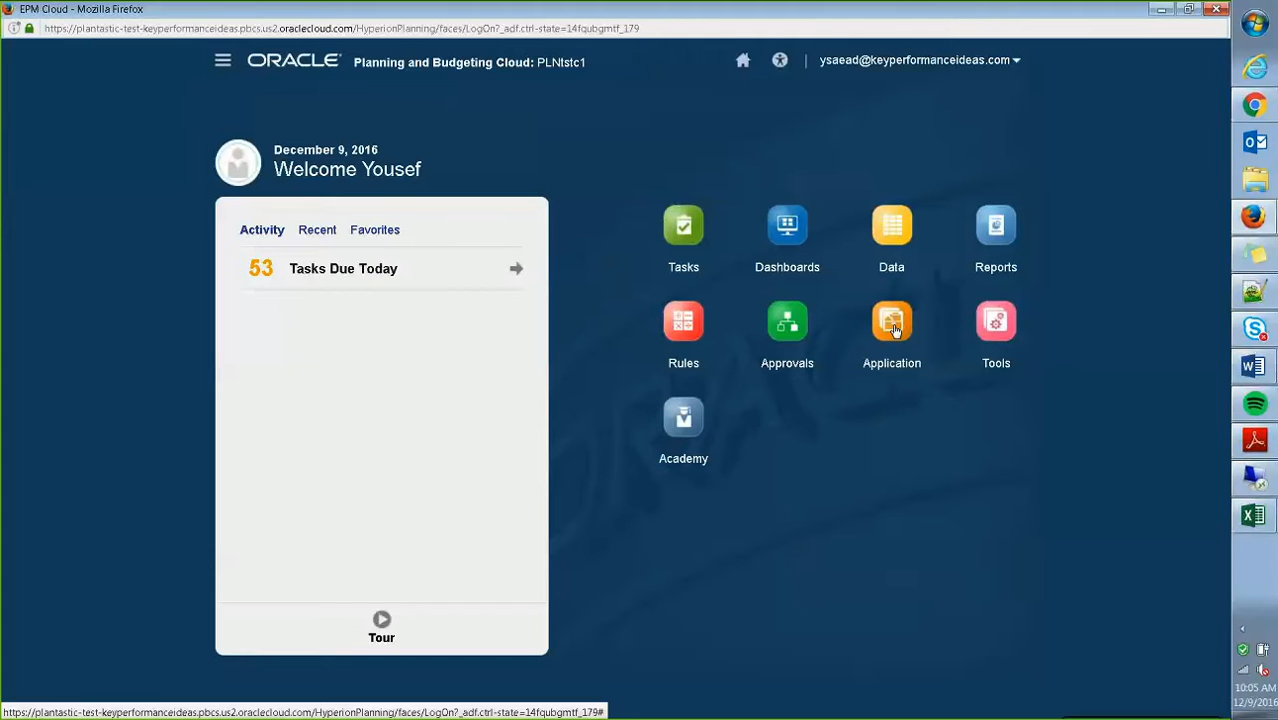 EPM Cloud - Mozilla Firefox
https://plantastic-test-keyperformanceideas.pbcs.us2.oraclecloud.com/HyperionPlanning/faces/LogOn?_adf.ctrl-state=14fqubgmtf_179
ORACLE Planning and Budgeting Cloud: PLNtstc1
ysaead@keyperformanceideas.com
December 9, 2016
Welcome Yousef
Activity Recent Favorites
53 Tasks Due Today
Tour
Tasks Dashboards Data Reports
Rules Approvals Application Tools
Academy
https://plantastic-test-keyperformanceideas.pbcs.us2.oraclecloud.com/HyperionPlanning/faces/LogOn?_adf.ctrl-state=14fqubgmtf_179#
10:05 AM
12/9/2016